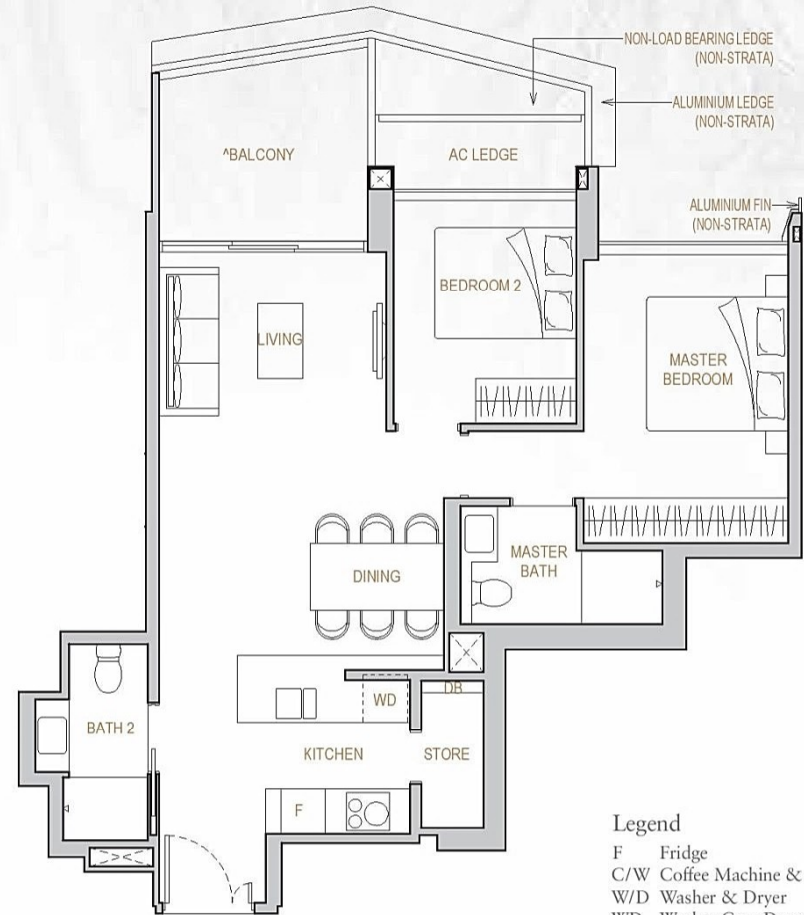 NON-LOAD BEARING LEDGE
(NON-STRATA)
ALUMINIUM LEDGE
(NON-STRATA)
^BALCONY
AC LEDGE
ALUMINIUM FIN
(NON-STRATA)
BEDROOM 2
LIVING
MASTER
BEDROOM
MASTER
BATH
DINING
DB
WD
BATH 2
KITCHEN
STORE
F
Legend
F Fridge
C/W Coffee Machine &
W/D Washer & Dryer